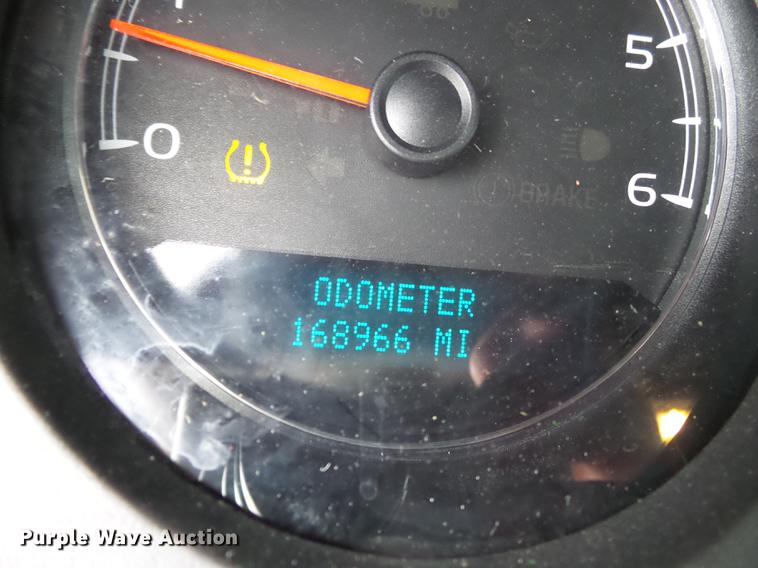 5
0
6
BRAKE
ODOMETER
168966 MI
Purple Wave Auction